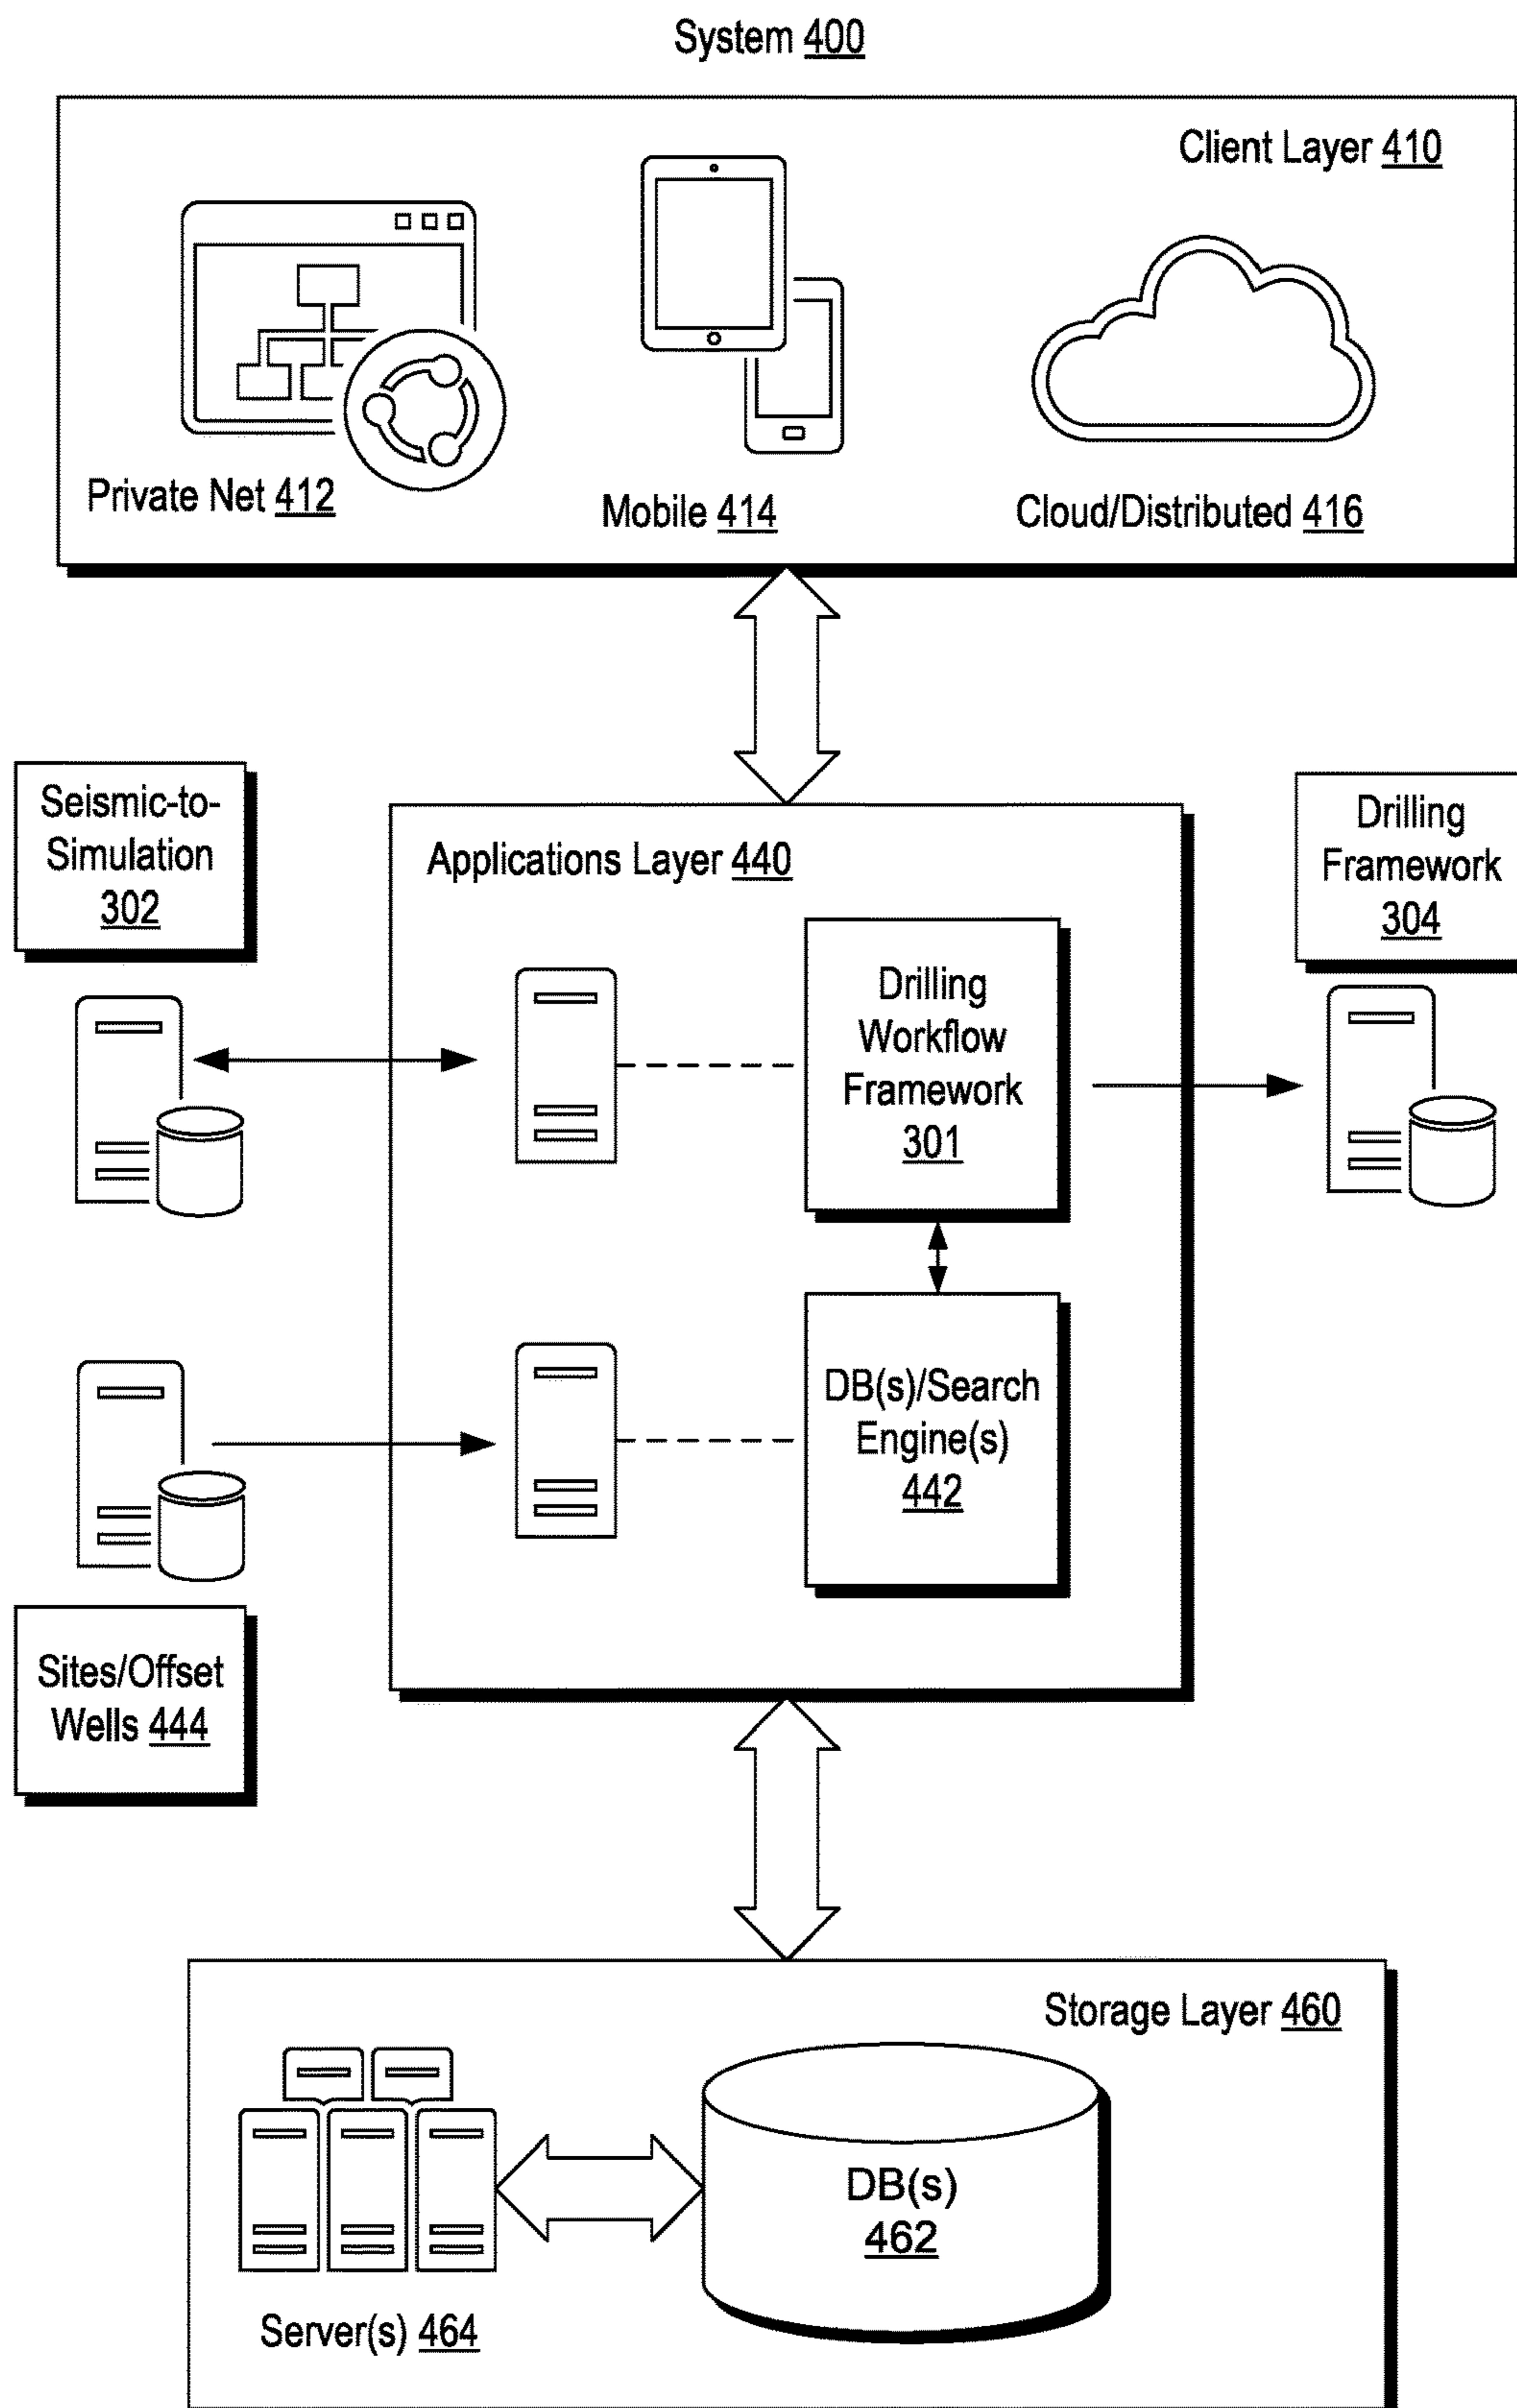 System 400
Client Layer 410
Private Net 412
Mobile 414
Cloud/Distributed 416
Seismic-to-
Simulation
302
Applications Layer 440
Drilling
Workflow
Framework
301
Drilling
Framework
304
DB(s)/Search
Engine(s)
442
Sites/Offset
Wells 444
Storage Layer 460
DB(s)
462
Server(s) 464